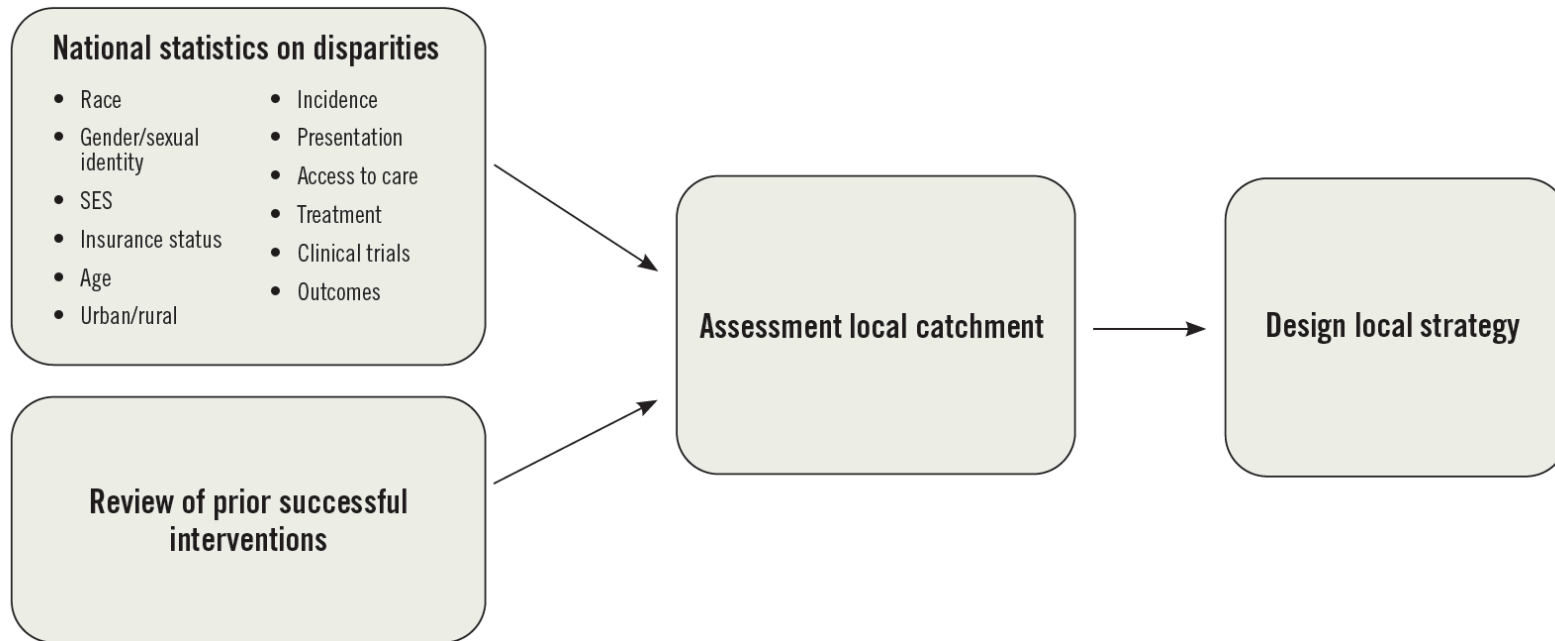 National statistics on disparities
• Race
• Gender/sexual
identity
• SES
• Insurance status
• Age
• Urban/rural
• Incidence
• Presentation
• Access to care
• Treatment
• Clinical trials
• Outcomes
Review of prior successful
interventions
Assessment local catchment
Design local strategy